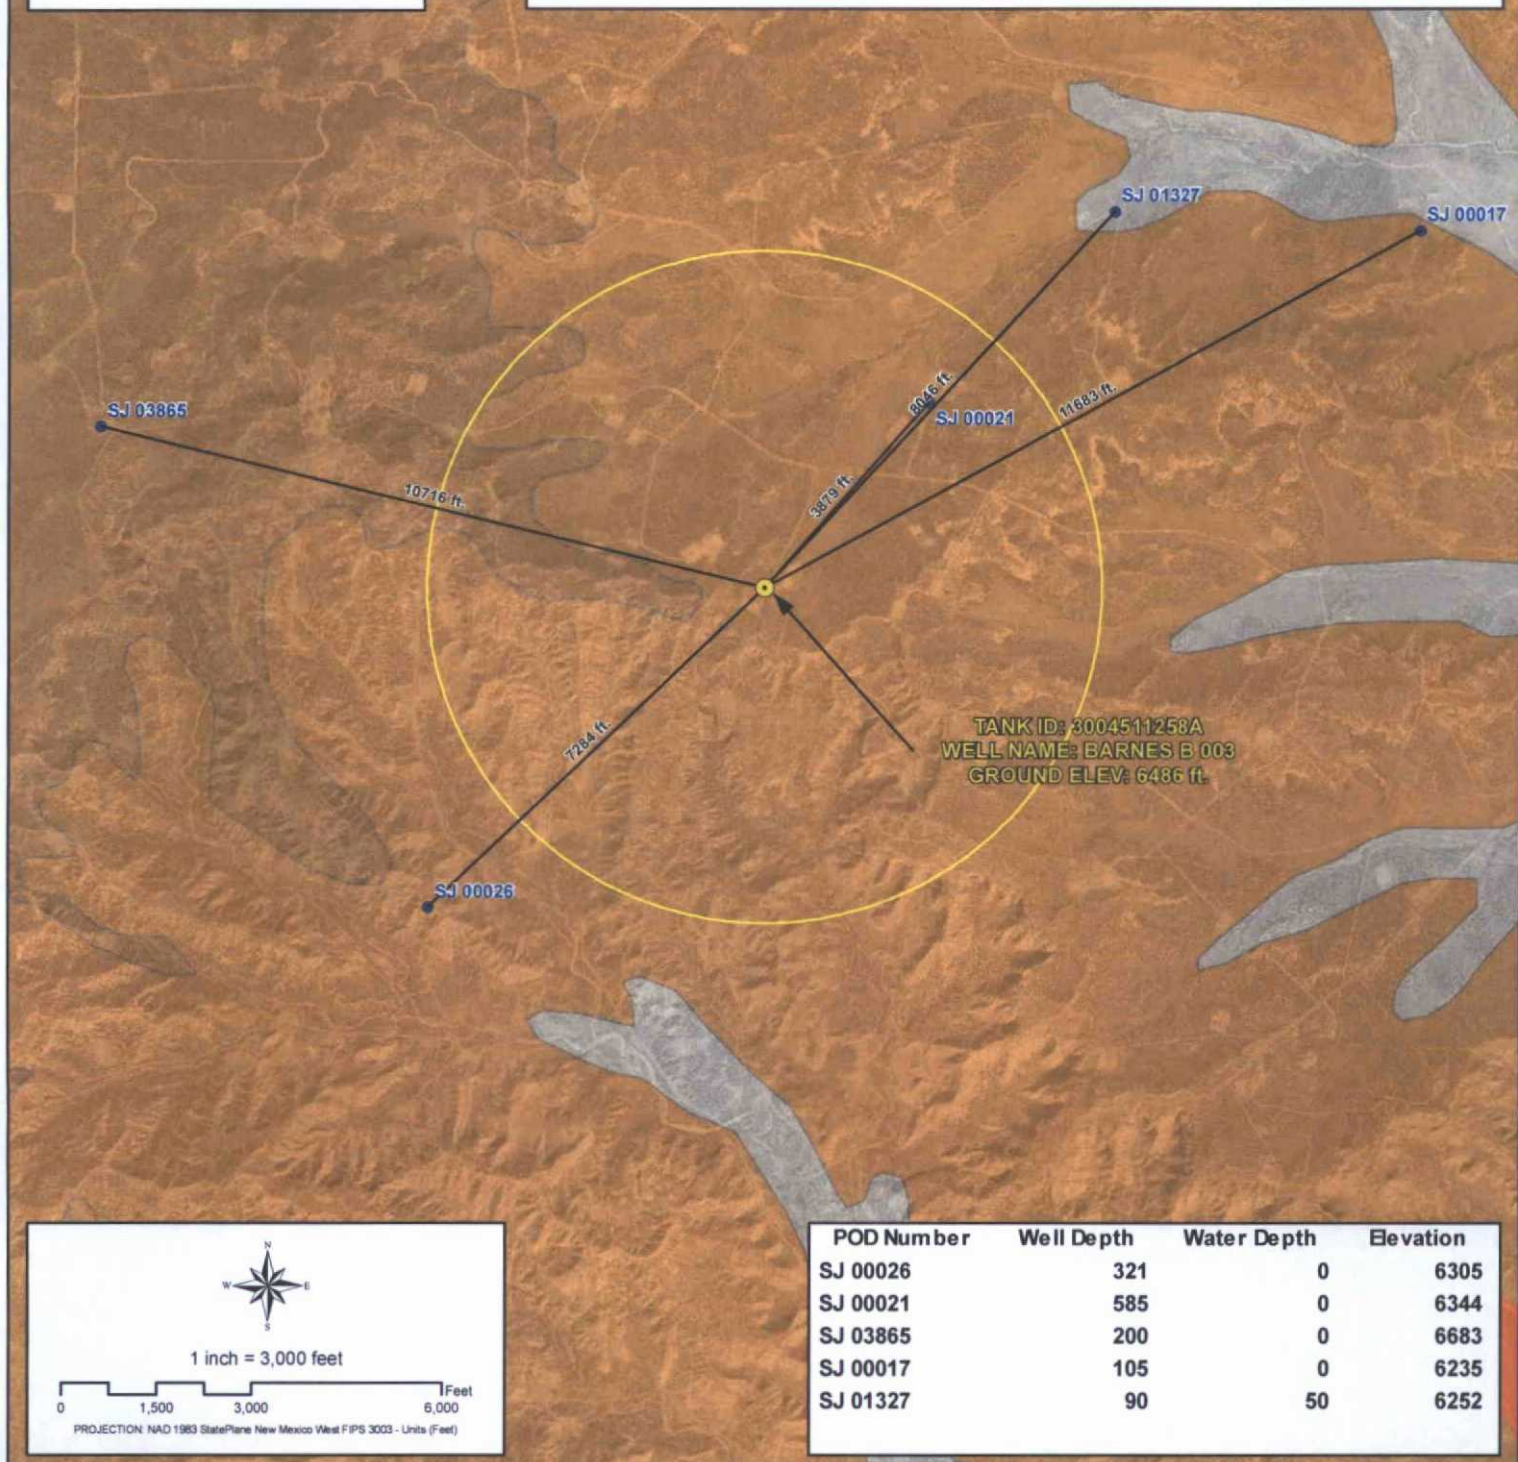 SJ 01327
SJ 00017
8046 ft.
11683 ft.
SJ 03865
SJ 00021
10716 ft.
3879 ft.
TANK ID: 3004511258A
WELL NAME: BARNES B 003
GROUND ELEV: 6486 ft.
7284 ft.
SJ 00026
N
W E
S
1 inch = 3,000 feet
Feet
0 1,500 3,000 6,000
PROJECTION: NAD 1983 StatePlane New Mexico West FIPS 3003 - Units (Feet)
POD Number Well Depth Water Depth Elevation
SJ 00026 321 0 6305
SJ 00021 585 0 6344
SJ 03865 200 0 6683
SJ 00017 105 0 6235
SJ 01327 90 50 6252